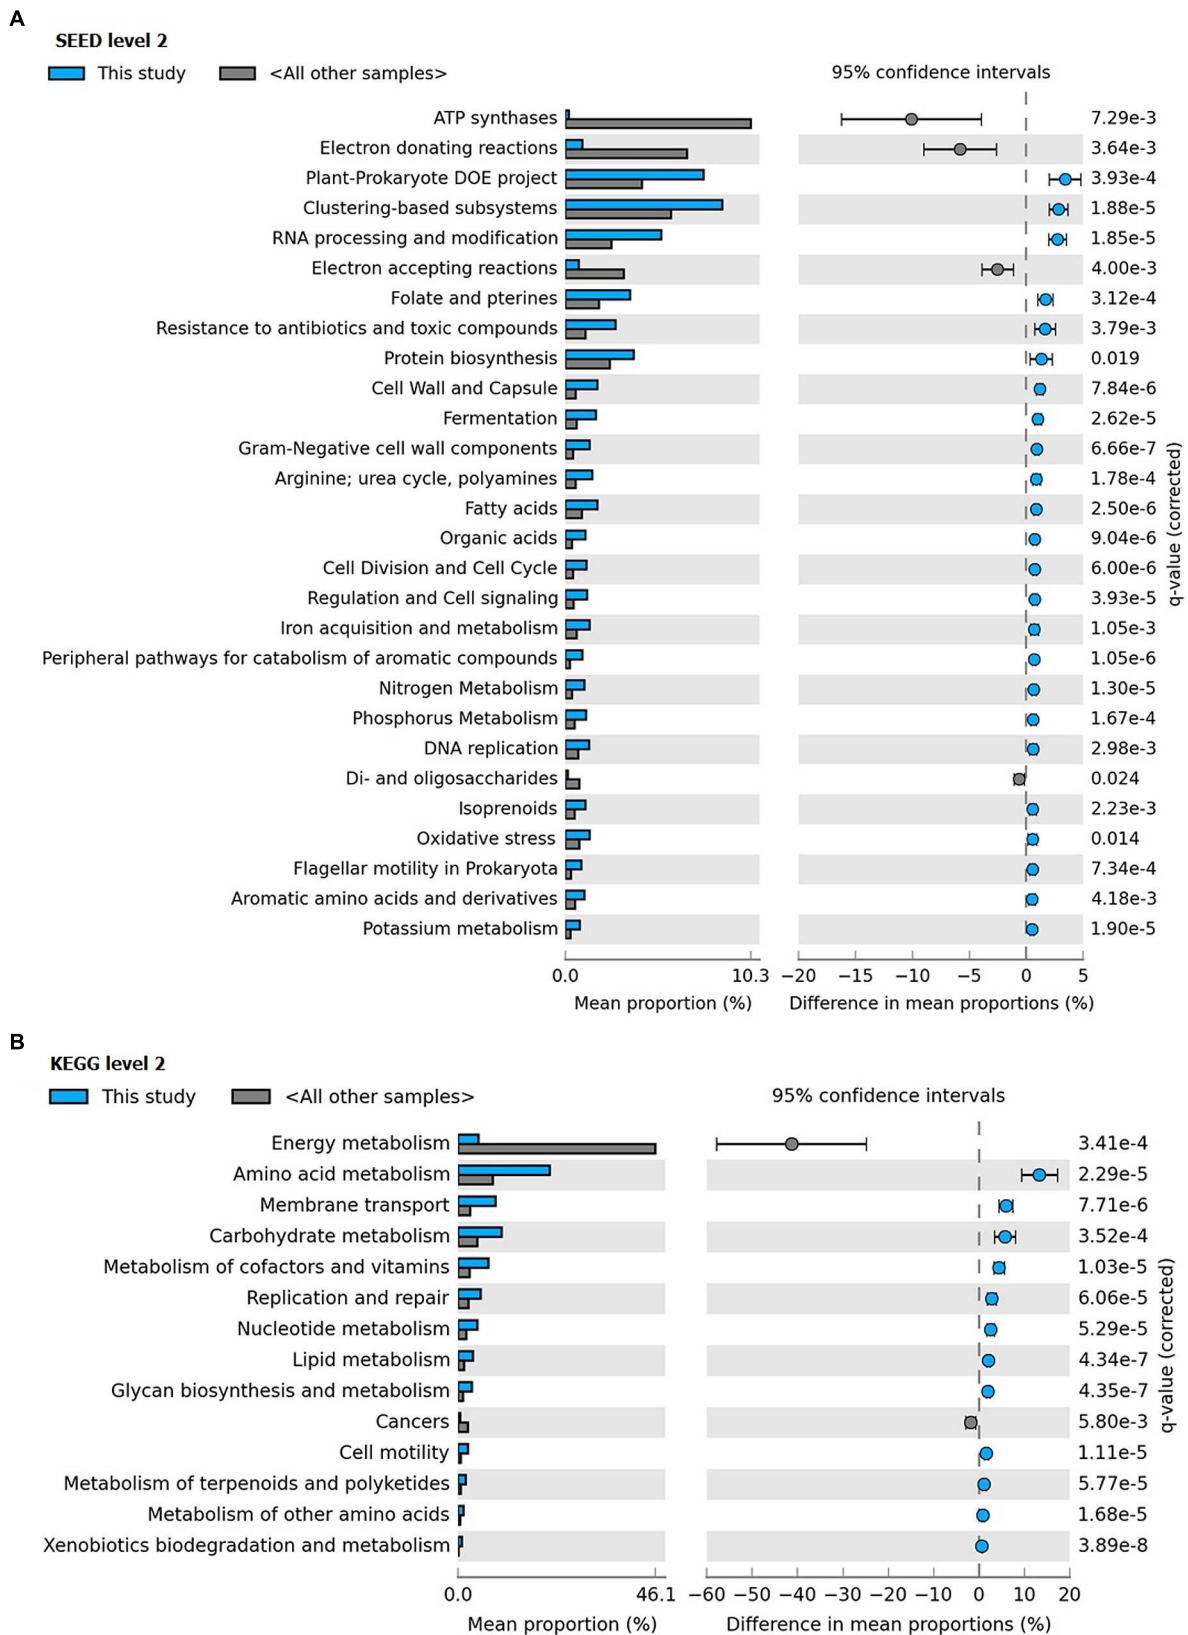 A
SEED level 2
This study <All other samples> 95% confidence intervals
ATP synthases 7.29e-3
Electron donating reactions 3.64e-3
Plant-Prokaryote DOE project 3.93e-4
Clustering-based subsystems 1.88e-5
RNA processing and modification 1.85e-5
Electron accepting reactions 4.00e-3
Folate and pterines 3.12e-4
Resistance to antibiotics and toxic compounds 3.79e-3
Protein biosynthesis 0.019
Cell Wall and Capsule 7.84e-6
Fermentation 2.62e-5
Gram-Negative cell wall components 6.66e-7
Arginine; urea cycle, polyamines 1.78e-4
Fatty acids 2.50e-6
Organic acids 9.04e-6
Cell Division and Cell Cycle 6.00e-6
Regulation and Cell signaling 3.93e-5
Iron acquisition and metabolism 1.05e-3
Peripheral pathways for catabolism of aromatic compounds 1.05e-6
Nitrogen Metabolism 1.30e-5
Phosphorus Metabolism 1.67e-4
DNA replication 2.98e-3
Di- and oligosaccharides 0.024
Isoprenoids 2.23e-3
Oxidative stress 0.014
Flagellar motility in Prokaryota 7.34e-4
Aromatic amino acids and derivatives 4.18e-3
Potassium metabolism 1.90e-5
q-value (corrected)
0.0 10.3 −20 −15 −10 −5 0 5
Mean proportion (%) Difference in mean proportions (%)
B
KEGG level 2
This study <All other samples> 95% confidence intervals
Energy metabolism 3.41e-4
Amino acid metabolism 2.29e-5
Membrane transport 7.71e-6
Carbohydrate metabolism 3.52e-4
Metabolism of cofactors and vitamins 1.03e-5
Replication and repair 6.06e-5
Nucleotide metabolism 5.29e-5
Lipid metabolism 4.34e-7
Glycan biosynthesis and metabolism 4.35e-7
Cancers 5.80e-3
Cell motility 1.11e-5
Metabolism of terpenoids and polyketides 5.77e-5
Metabolism of other amino acids 1.68e-5
Xenobiotics biodegradation and metabolism 3.89e-8
q-value (corrected)
0.0 46.1 −60 −50 −40 −30 −20 −10 0 10 20
Mean proportion (%) Difference in mean proportions (%)